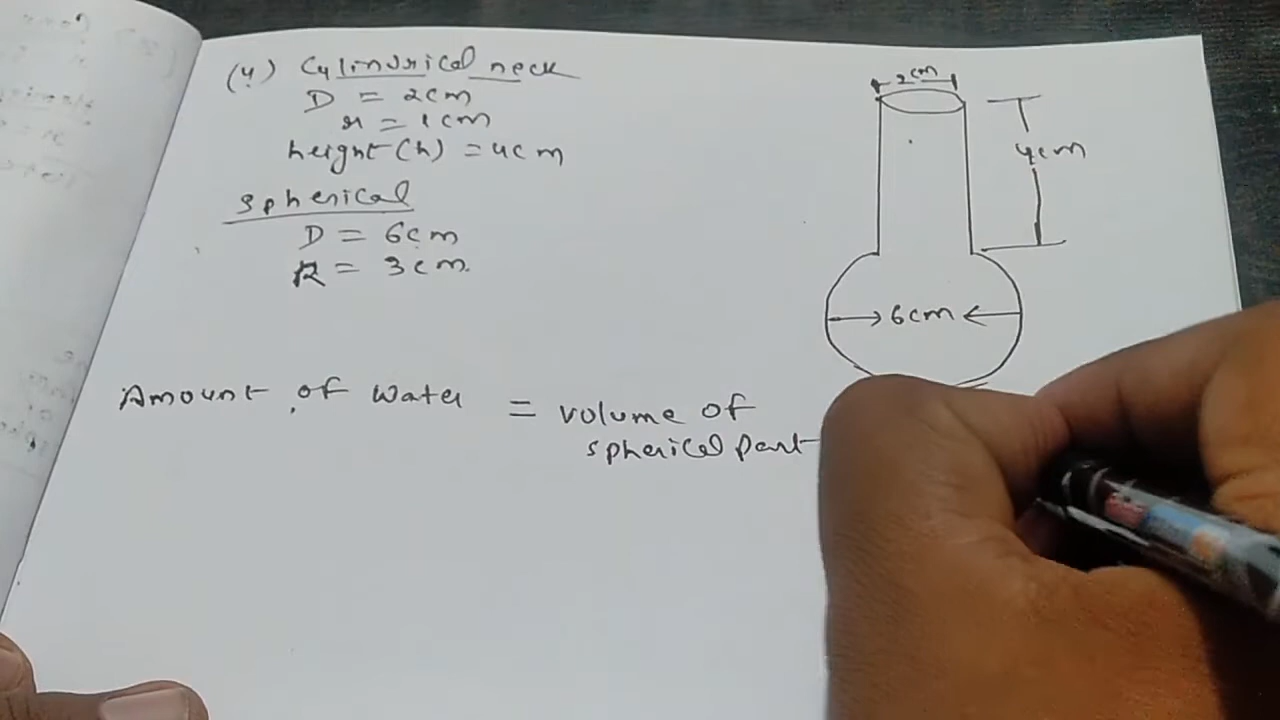 (4) Cylindrical neck
D = 2cm
r = 1cm
height(h) = 4cm
Spherical
D = 6cm
R = 3cm.
2cm
4cm
6cm
Amount of Water = volume of
spherical part